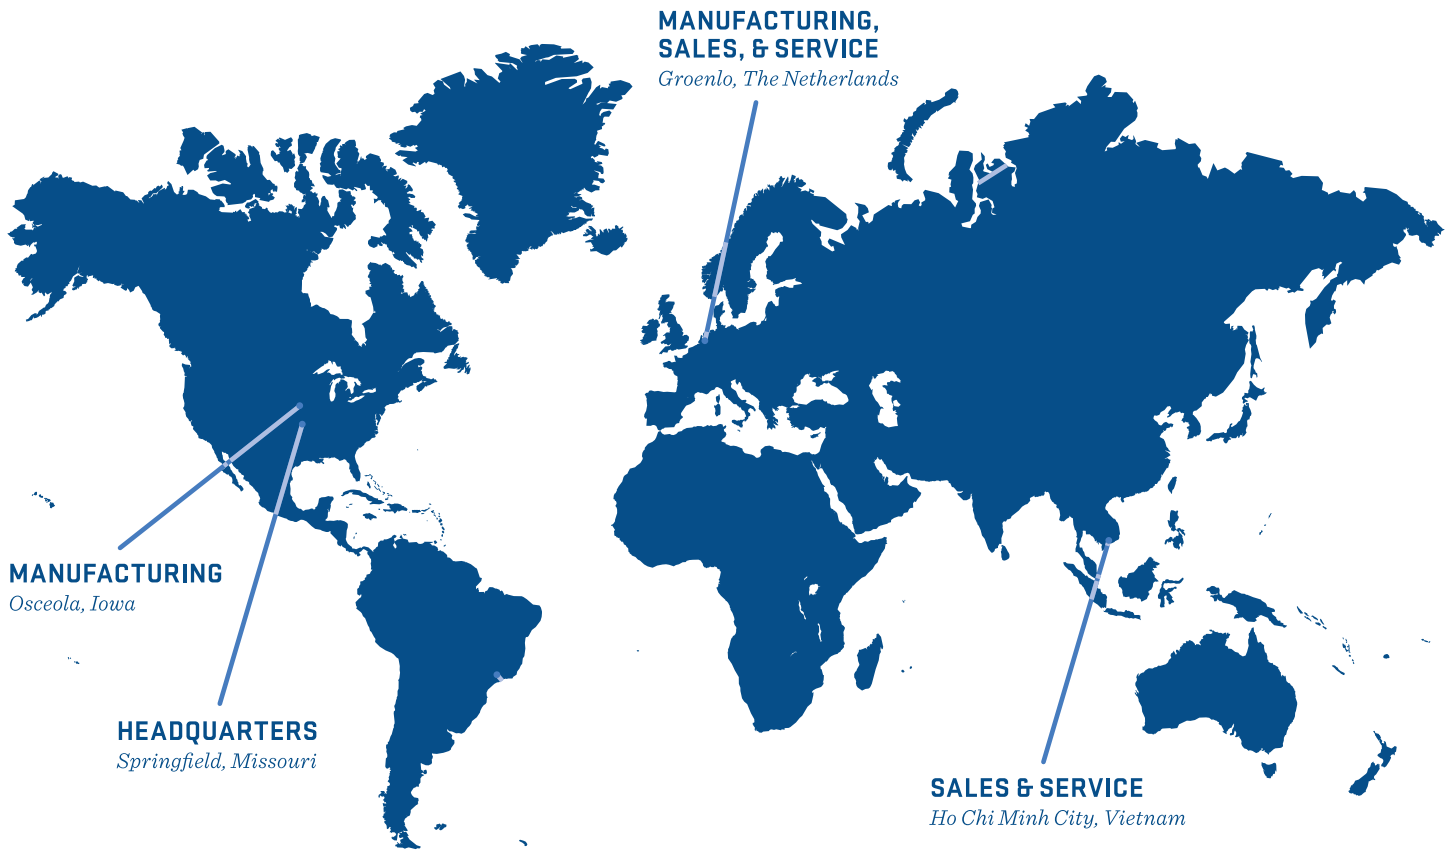 MANUFACTURING,
SALES, & SERVICE
Groenlo, The Netherlands
MANUFACTURING
Osceola, Iowa
HEADQUARTERS
Springfield, Missouri
SALES & SERVICE
Ho Chi Minh City, Vietnam